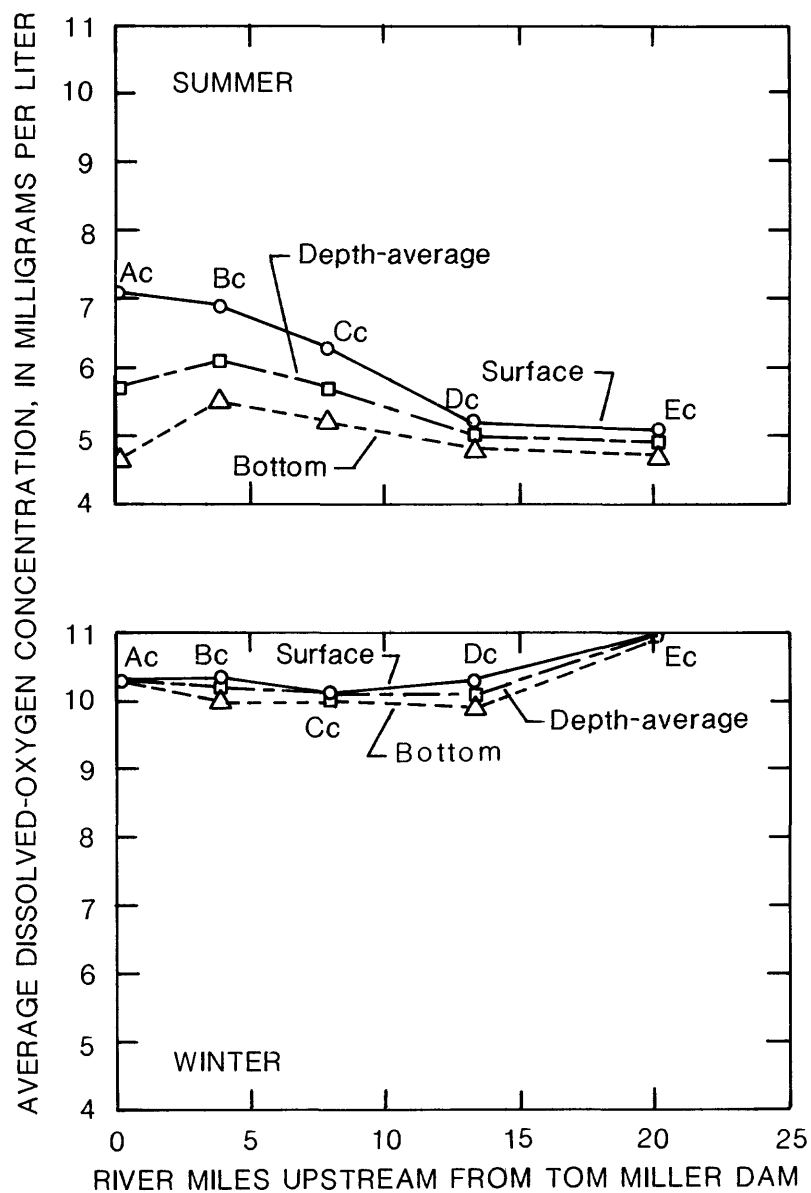 AVERAGE DISSOLVED-OXYGEN CONCENTRATION, IN MILLIGRAMS PER LITER
11
10
9
8
7
6
5
4
SUMMER
Depth-average
Ac
Bc
Cc
Surface
Dc
Ec
Bottom
11
10
9
8
7
6
5
4
Ac
Bc
Surface
Dc
Ec
Cc
Depth-average
Bottom
WINTER
0 5 10 15 20 25
RIVER MILES UPSTREAM FROM TOM MILLER DAM